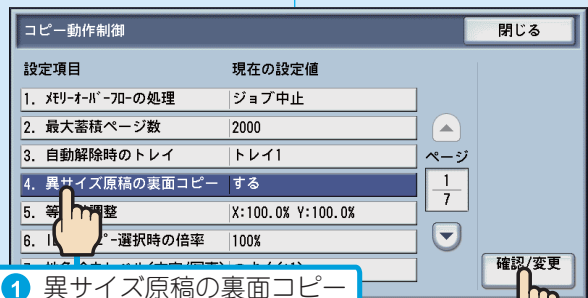 コピー動作制御 閉じる
設定項目 現在の設定値
1. ﾒﾓﾘｰｵｰﾊﾞｰﾌﾛｰの処理 ジョブ中止
2. 最大蓄積ページ数 2000
3. 自動解除時のトレイ トレイ1
ページ
4. 異サイズ原稿の裏面コピー する
1
7
5. 等 調整 X:100.0% Y:100.0%
6. ﾋﾟｰ選択時の倍率 100%
確認/変更
1 異サイズ原稿の裏面コピー